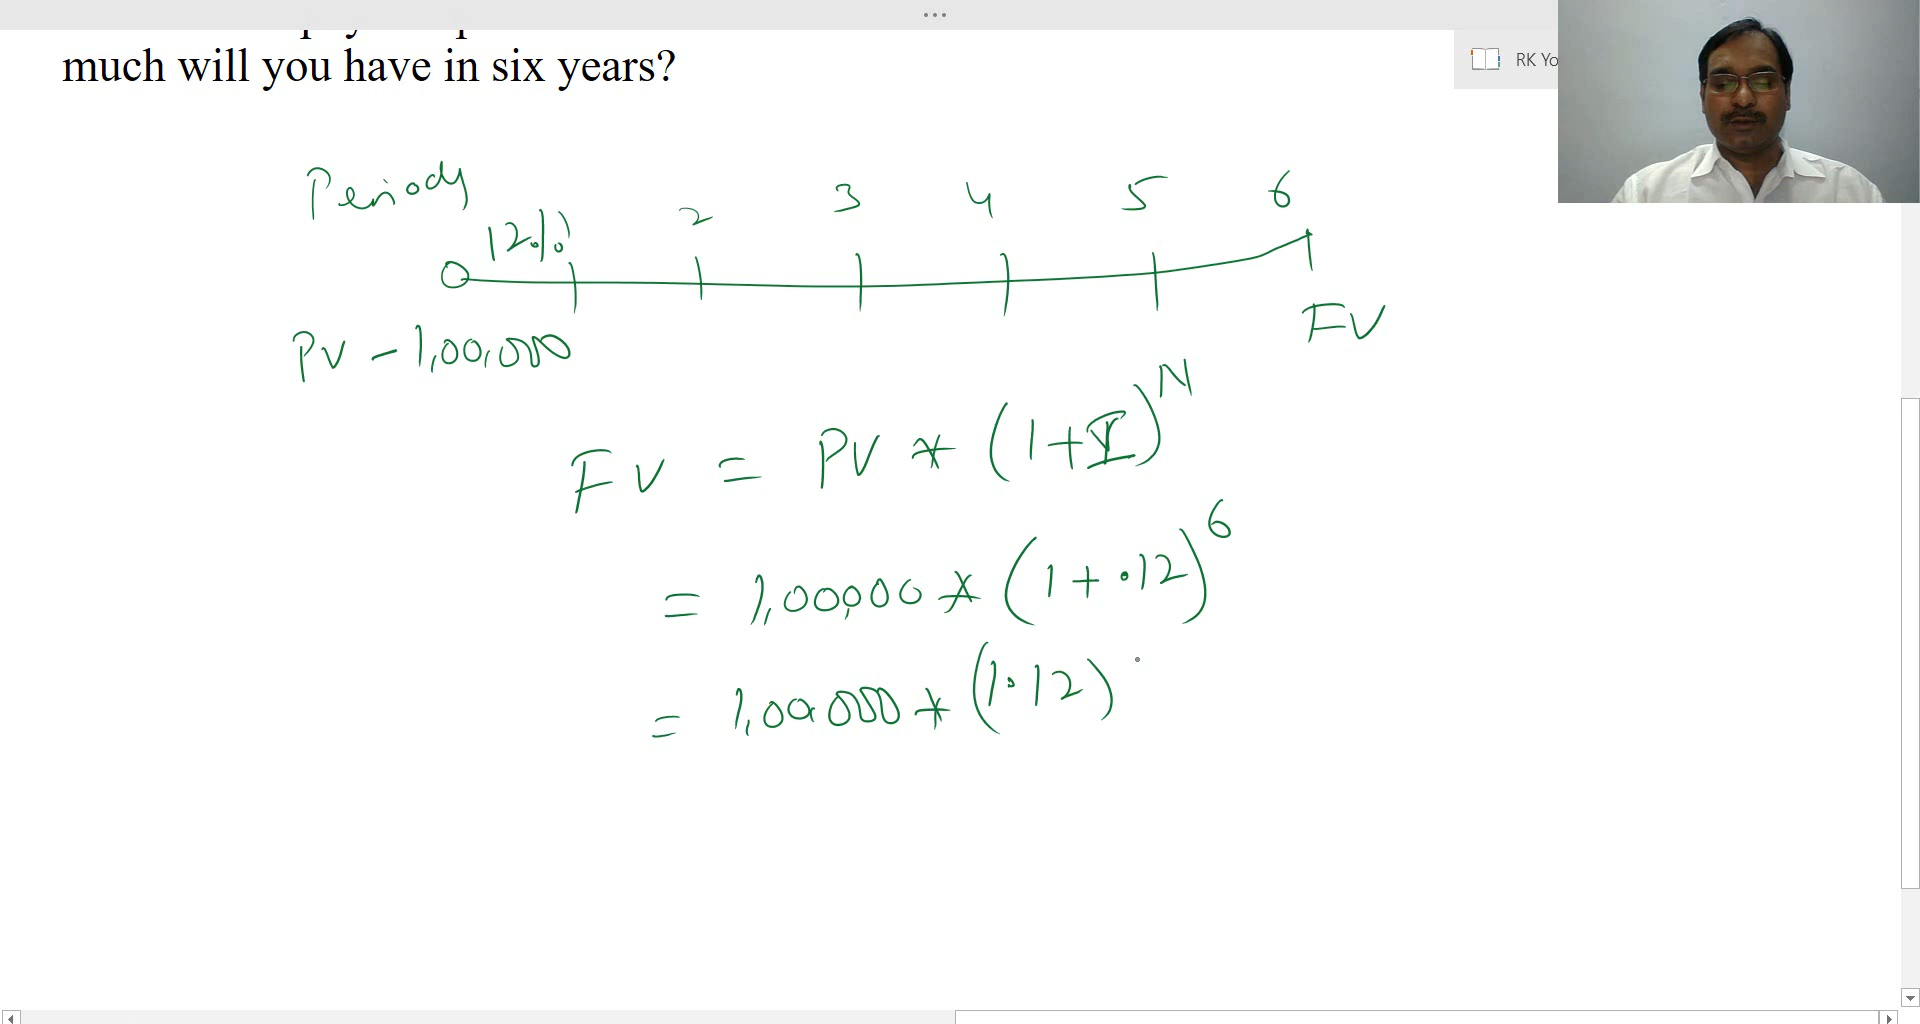 much will you have in six years?
RK Yo
Periods
12% 2 3 4 5 6
0
PV - 1,00,000
FV
FV = PV * (1+I)^N
= 1,00,000 * (1+.12)^6
= 1,00,000 * (1.12)